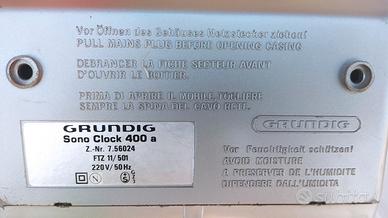 Vor Öffnen des Gehäuses Netzstecker ziehen!
PULL MAINS PLUG BEFORE OPENING CASING
DEBRANCHER LA FICHE SECTEUR AVANT
D'OUVRIR LE BOITIER.
PRIMA DI APRIRE IL MOBILE, TOGLIERE
SEMPRE LA SPINA DEL CAVO RETE.
GRUNDIG
Sono Clock 400 a
Z.-Nr. 7.56024
FTZ 11/501
220V/50Hz
GRUNDIG
Vor Feuchtigkeit schützen!
AVOID MOISTURE
A PRESERVER DE L'HUMIDITE
DIFENDERE DALL'UMIDITA'
subito